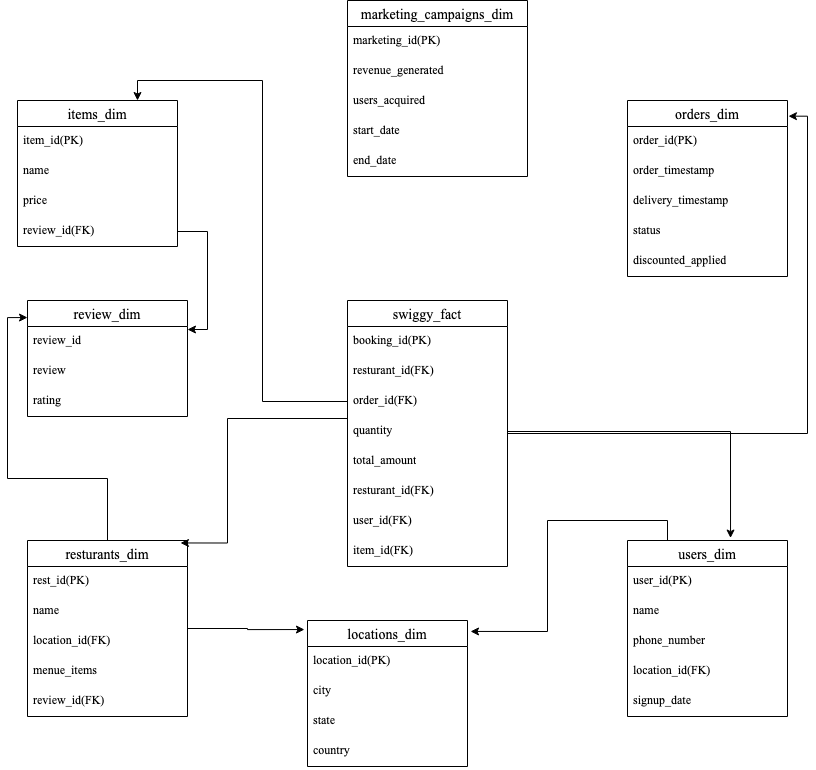 marketing_campaigns_dim
marketing_id(PK)
revenue_generated
users_acquired
start_date
end_date
items_dim
item_id(PK)
name
price
review_id(FK)
orders_dim
order_id(PK)
order_timestamp
delivery_timestamp
status
discounted_applied
review_dim
review_id
review
rating
swiggy_fact
booking_id(PK)
resturant_id(FK)
order_id(FK)
quantity
total_amount
resturant_id(FK)
user_id(FK)
item_id(FK)
resturants_dim
rest_id(PK)
name
location_id(FK)
menue_items
review_id(FK)
locations_dim
location_id(PK)
city
state
country
users_dim
user_id(PK)
name
phone_number
location_id(FK)
signup_date